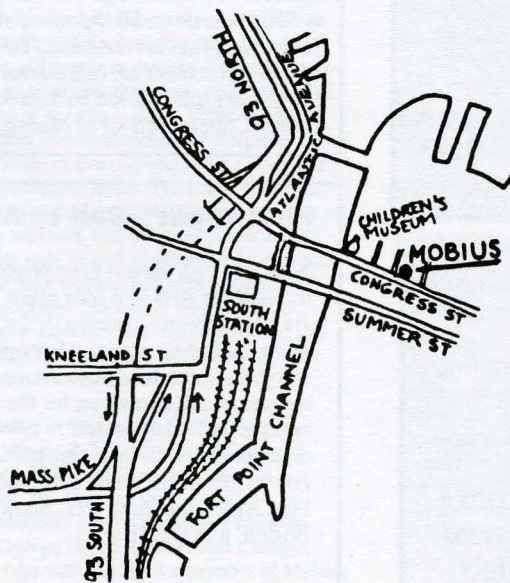 93 NORTH
CONGRESS ST
ATLANTIC AVENUE
CHILDREN'S
MUSEUM
MOBIUS
CONGRESS ST
SUMMER ST
SOUTH
STATION
KNEELAND ST
FORT POINT CHANNEL
MASS PIKE
93 SOUTH